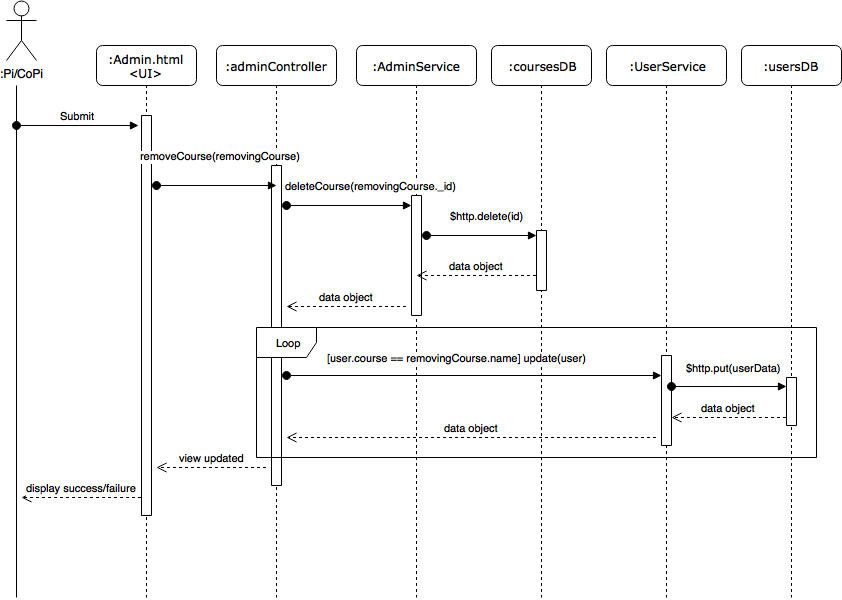 :Pi/CoPi
:Admin.html
<UI>
:adminController
:AdminService
:coursesDB
:UserService
:usersDB
Submit
removeCourse(removingCourse)
deleteCourse(removingCourse._id)
$http.delete(id)
data object
data object
Loop
[user.course == removingCourse.name] update(user)
$http.put(userData)
data object
data object
view updated
display success/failure